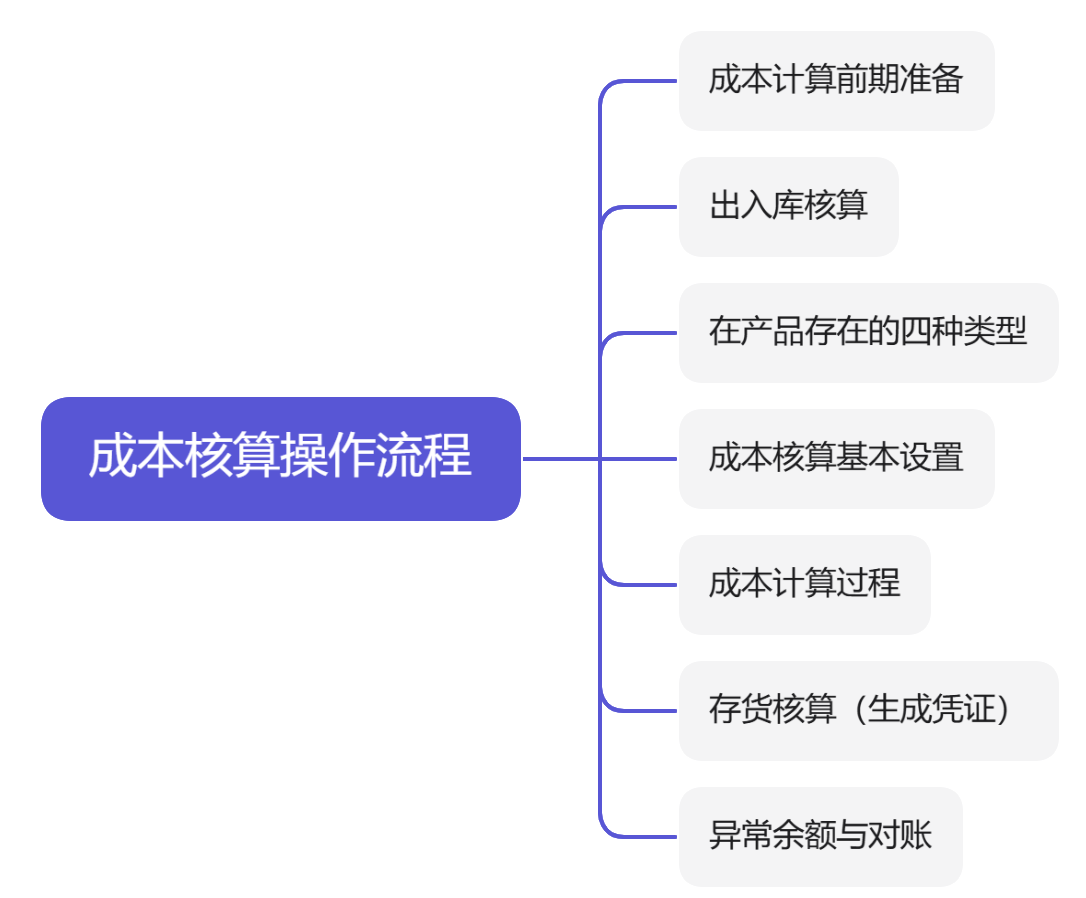 成本核算操作流程
成本计算前期准备
出入库核算
在产品存在的四种类型
成本核算基本设置
成本计算过程
存货核算（生成凭证）
异常余额与对账